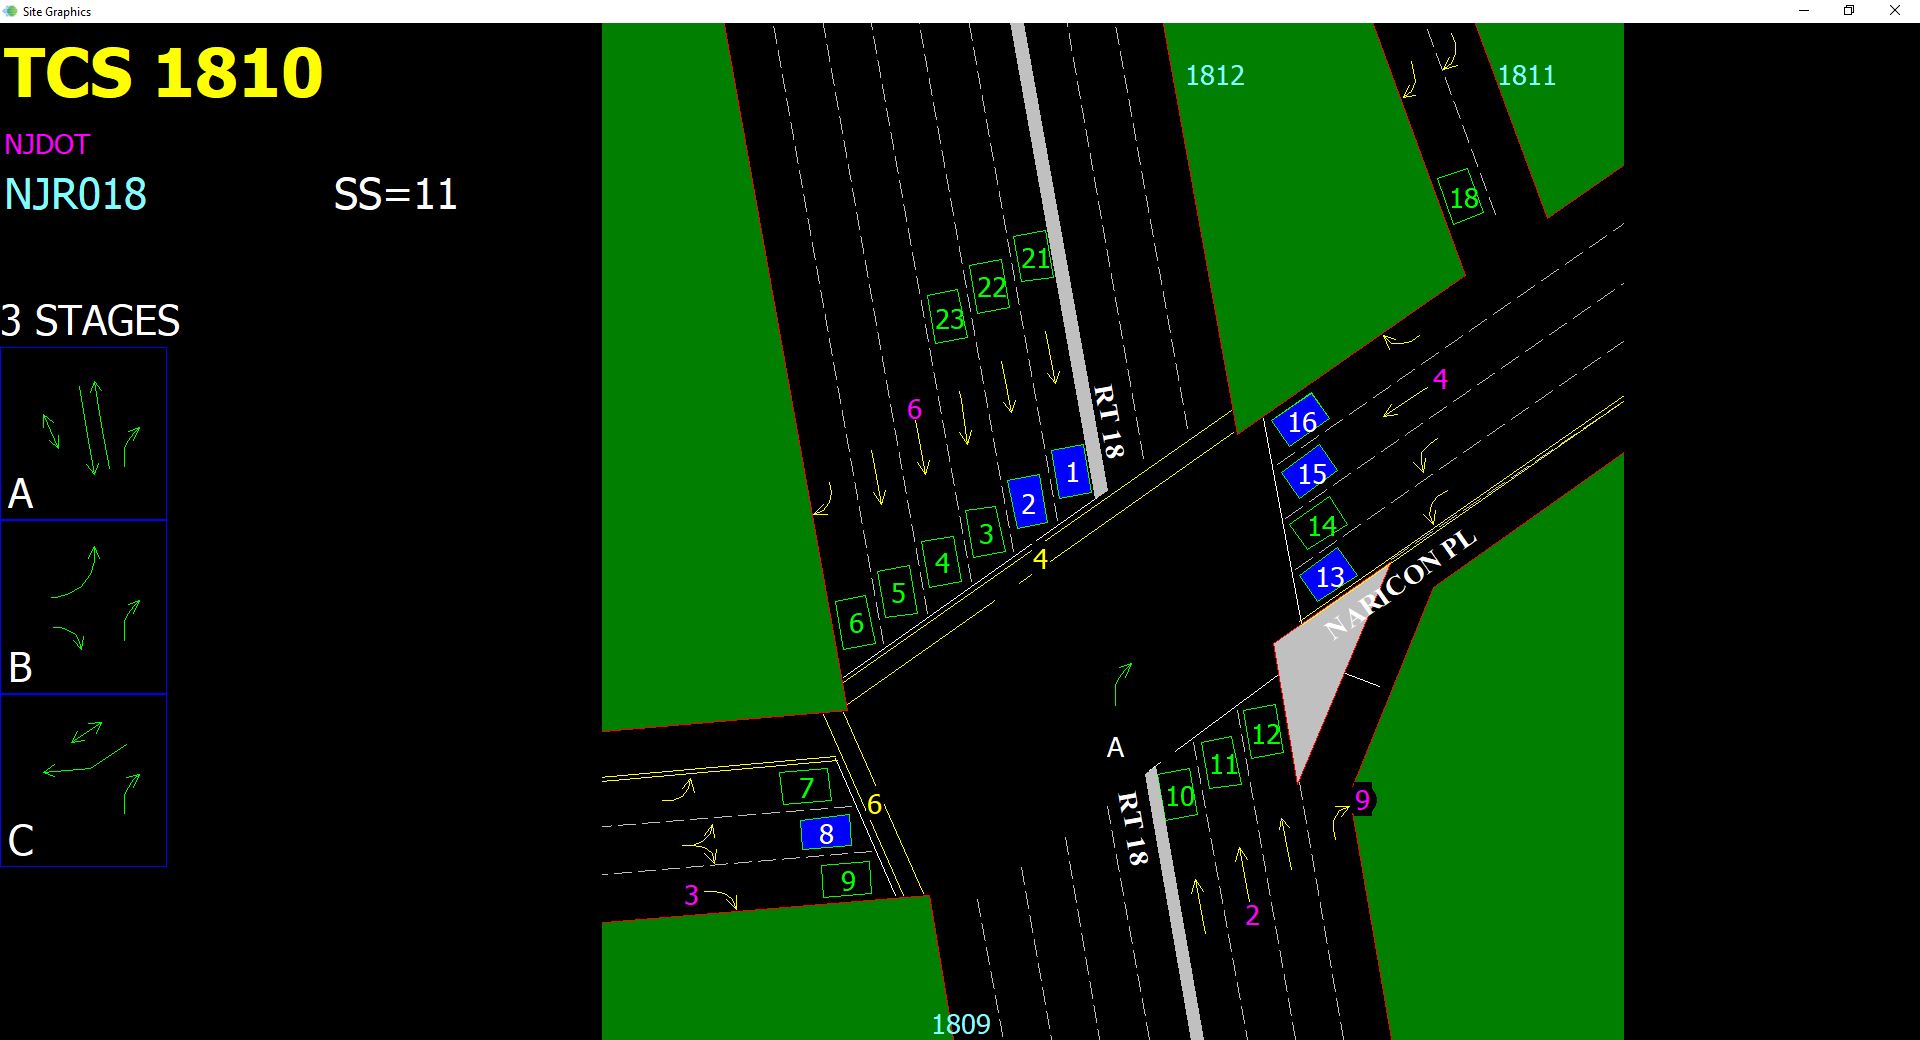 Site Graphics
TCS 1810
NJDOT
NJR018 SS=11
3 STAGES
A
B
C
1812
1811
18
21
22
23
RT 18
6
4
16
15
14
13
1
2
3
4
5
6
4
NARICON PL
A
12
11
10
7
8
9
6
3
RT 18
9
2
1809